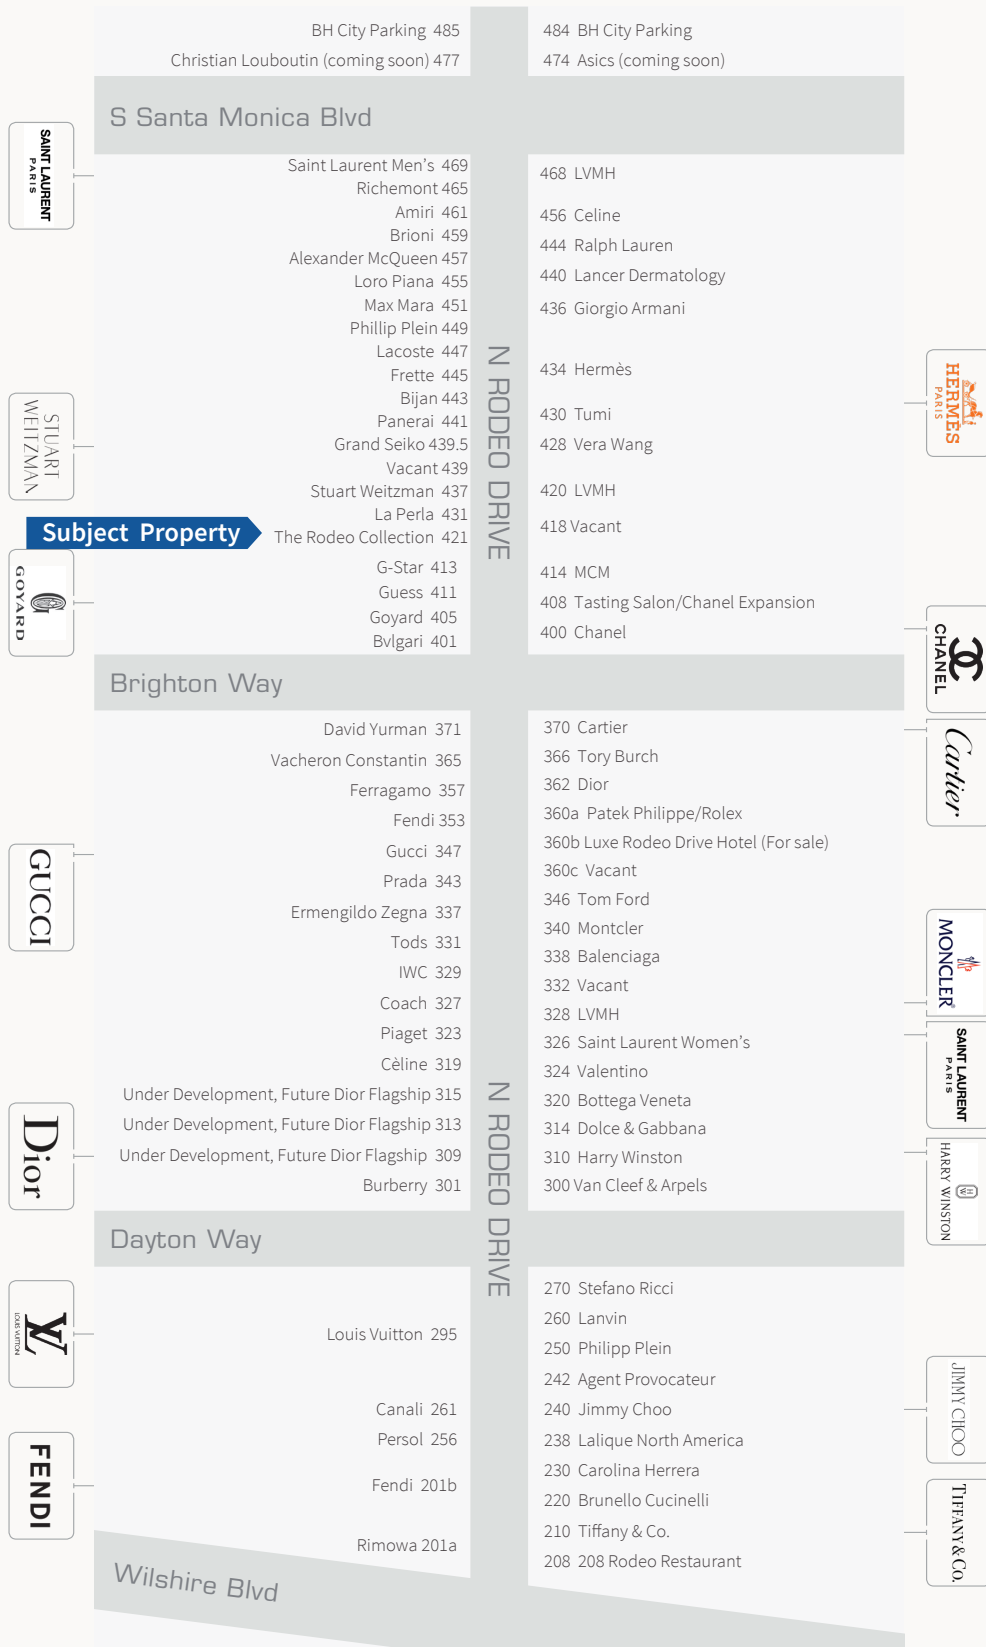 BH City Parking 485
484 BH City Parking
Christian Louboutin (coming soon) 477
474 Asics (coming soon)
S Santa Monica Blvd
SAINT LAURENT
PARIS
Saint Laurent Men's 469
Richemont 465
Amiri 461
Brioni 459
Alexander McQueen 457
Loro Piana 455
Max Mara 451
Phillip Plein 449
Lacoste 447
Frette 445
Bijan 443
Panerai 441
Grand Seiko 439.5
Vacant 439
Stuart Weitzman 437
La Perla 431
The Rodeo Collection 421
G-Star 413
Guess 411
Goyard 405
Bvlgari 401
STUART
WEITZMAN
Subject Property
GOYARD
N RODEO DRIVE
468 LVMH
456 Celine
444 Ralph Lauren
440 Lancer Dermatology
436 Giorgio Armani
434 Hermès
430 Tumi
428 Vera Wang
420 LVMH
418 Vacant
414 MCM
408 Tasting Salon/Chanel Expansion
400 Chanel
HERMÈS
PARIS
CHANEL
Brighton Way
David Yurman 371
Vacheron Constantin 365
Ferragamo 357
Fendi 353
Gucci 347
Prada 343
Ermengildo Zegna 337
Tods 331
IWC 329
Coach 327
Piaget 323
Cèline 319
Under Development, Future Dior Flagship 315
Under Development, Future Dior Flagship 313
Under Development, Future Dior Flagship 309
Burberry 301
GUCCI
Dior
N RODEO DRIVE
370 Cartier
366 Tory Burch
362 Dior
360a Patek Philippe/Rolex
360b Luxe Rodeo Drive Hotel (For sale)
360c Vacant
346 Tom Ford
340 Montcler
338 Balenciaga
332 Vacant
328 LVMH
326 Saint Laurent Women's
324 Valentino
320 Bottega Veneta
314 Dolce & Gabbana
310 Harry Winston
300 Van Cleef & Arpels
Cartier
MONCLER
SAINT LAURENT
PARIS
HW
HARRY WINSTON
Dayton Way
Louis Vuitton 295
Canali 261
Persol 256
Fendi 201b
Rimowa 201a
LV
LOUIS VUITTON
FENDI
270 Stefano Ricci
260 Lanvin
250 Philipp Plein
242 Agent Provocateur
240 Jimmy Choo
238 Lalique North America
230 Carolina Herrera
220 Brunello Cucinelli
210 Tiffany & Co.
208 208 Rodeo Restaurant
JIMMY CHOO
TIFFANY & CO.
Wilshire Blvd